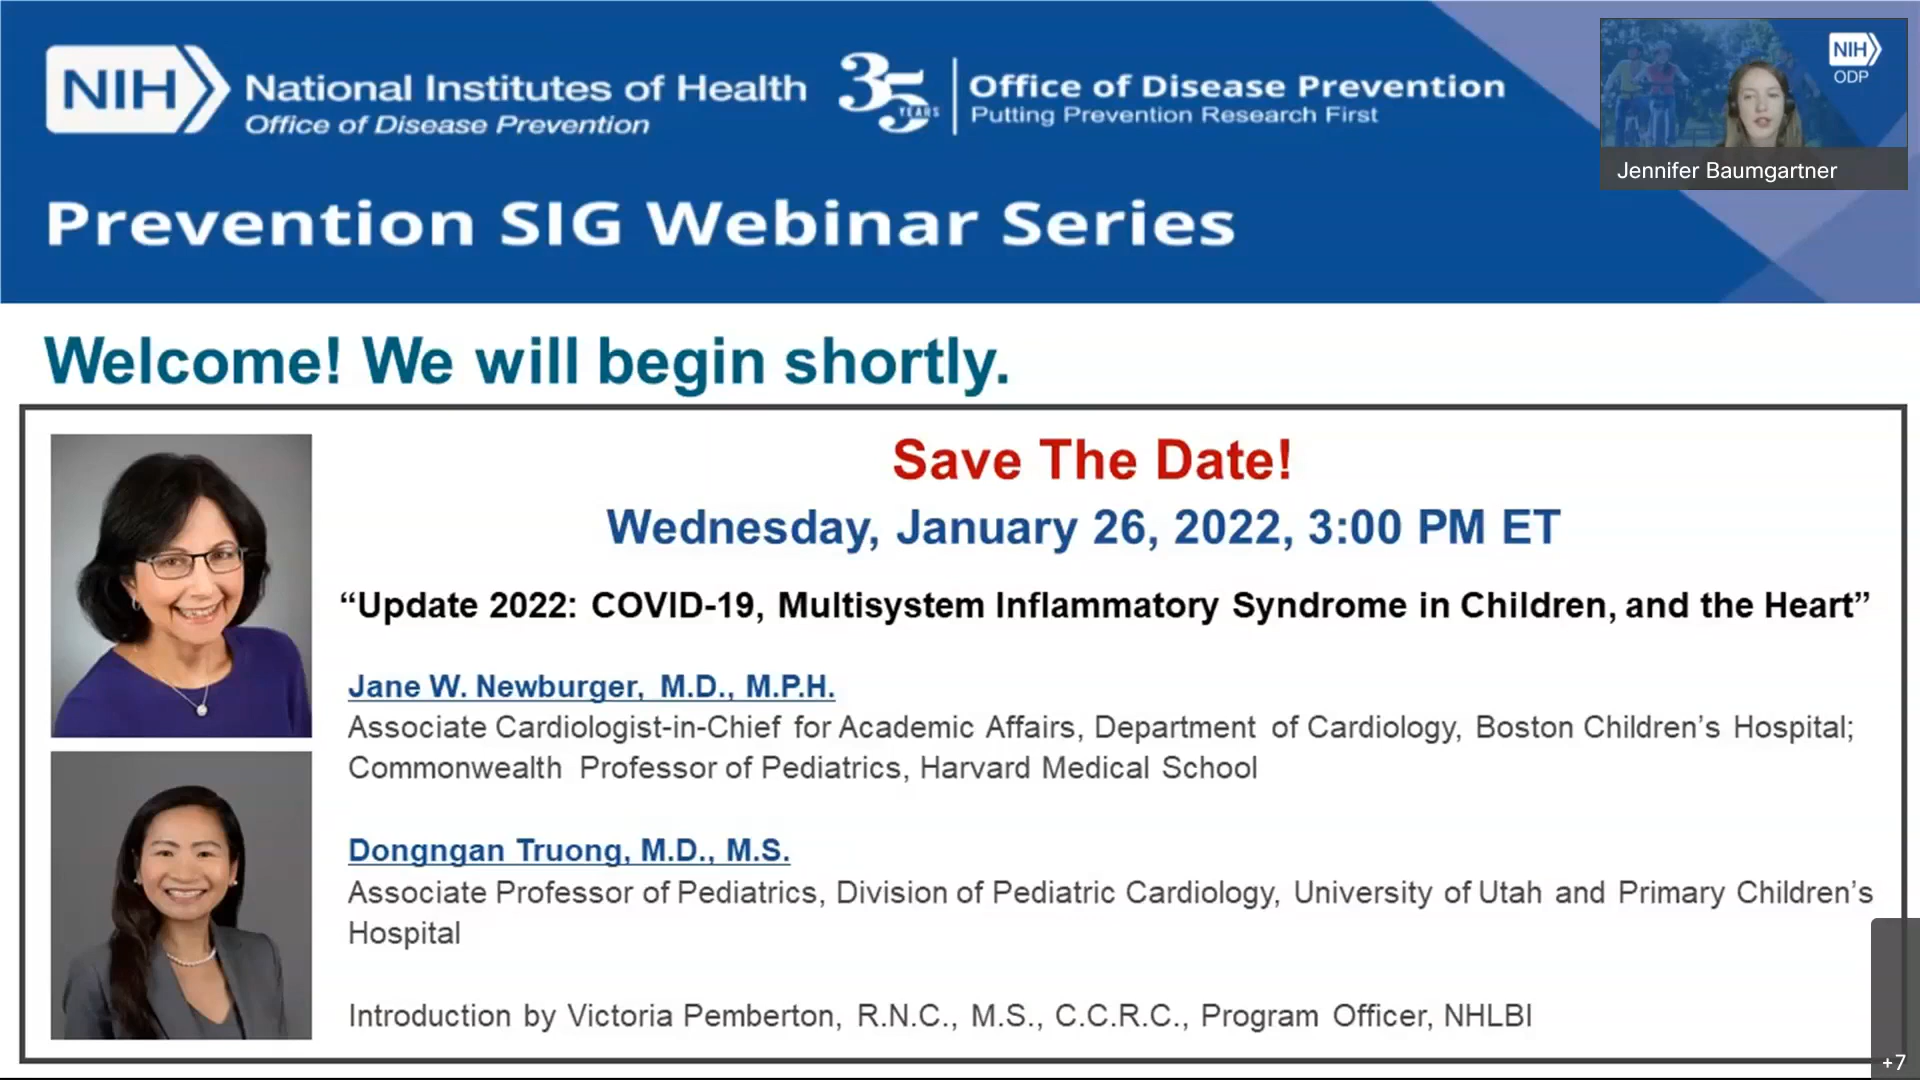 NIH
National Institutes of Health
Office of Disease Prevention
35
YEARS
Office of Disease Prevention
Putting Prevention Research First
NIH
ODP
Jennifer Baumgartner
Prevention SIG Webinar Series
Welcome! We will begin shortly.
Save The Date!
Wednesday, January 26, 2022, 3:00 PM ET
“Update 2022: COVID-19, Multisystem Inflammatory Syndrome in Children, and the Heart”
Jane W. Newburger, M.D., M.P.H.
Associate Cardiologist-in-Chief for Academic Affairs, Department of Cardiology, Boston Children’s Hospital;
Commonwealth Professor of Pediatrics, Harvard Medical School
Dongngan Truong, M.D., M.S.
Associate Professor of Pediatrics, Division of Pediatric Cardiology, University of Utah and Primary Children’s
Hospital
Introduction by Victoria Pemberton, R.N.C., M.S., C.C.R.C., Program Officer, NHLBI
+7